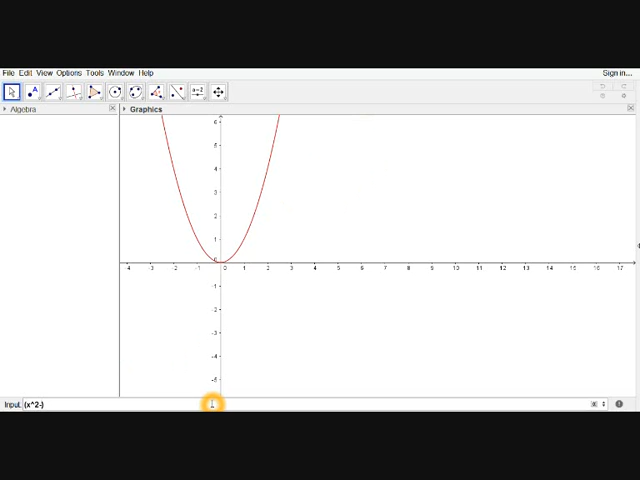 File Edit View Options Tools Window Help
Sign in...
A
a=2
Algebra
Graphics
6
5
4
3
2
1
0
-4 -3 -2 -1 0 1 2 3 4 5 6 7 8 9 10 11 12 13 14 15 16 17
-1
-2
-3
-4
-5
Input: (x^2-)